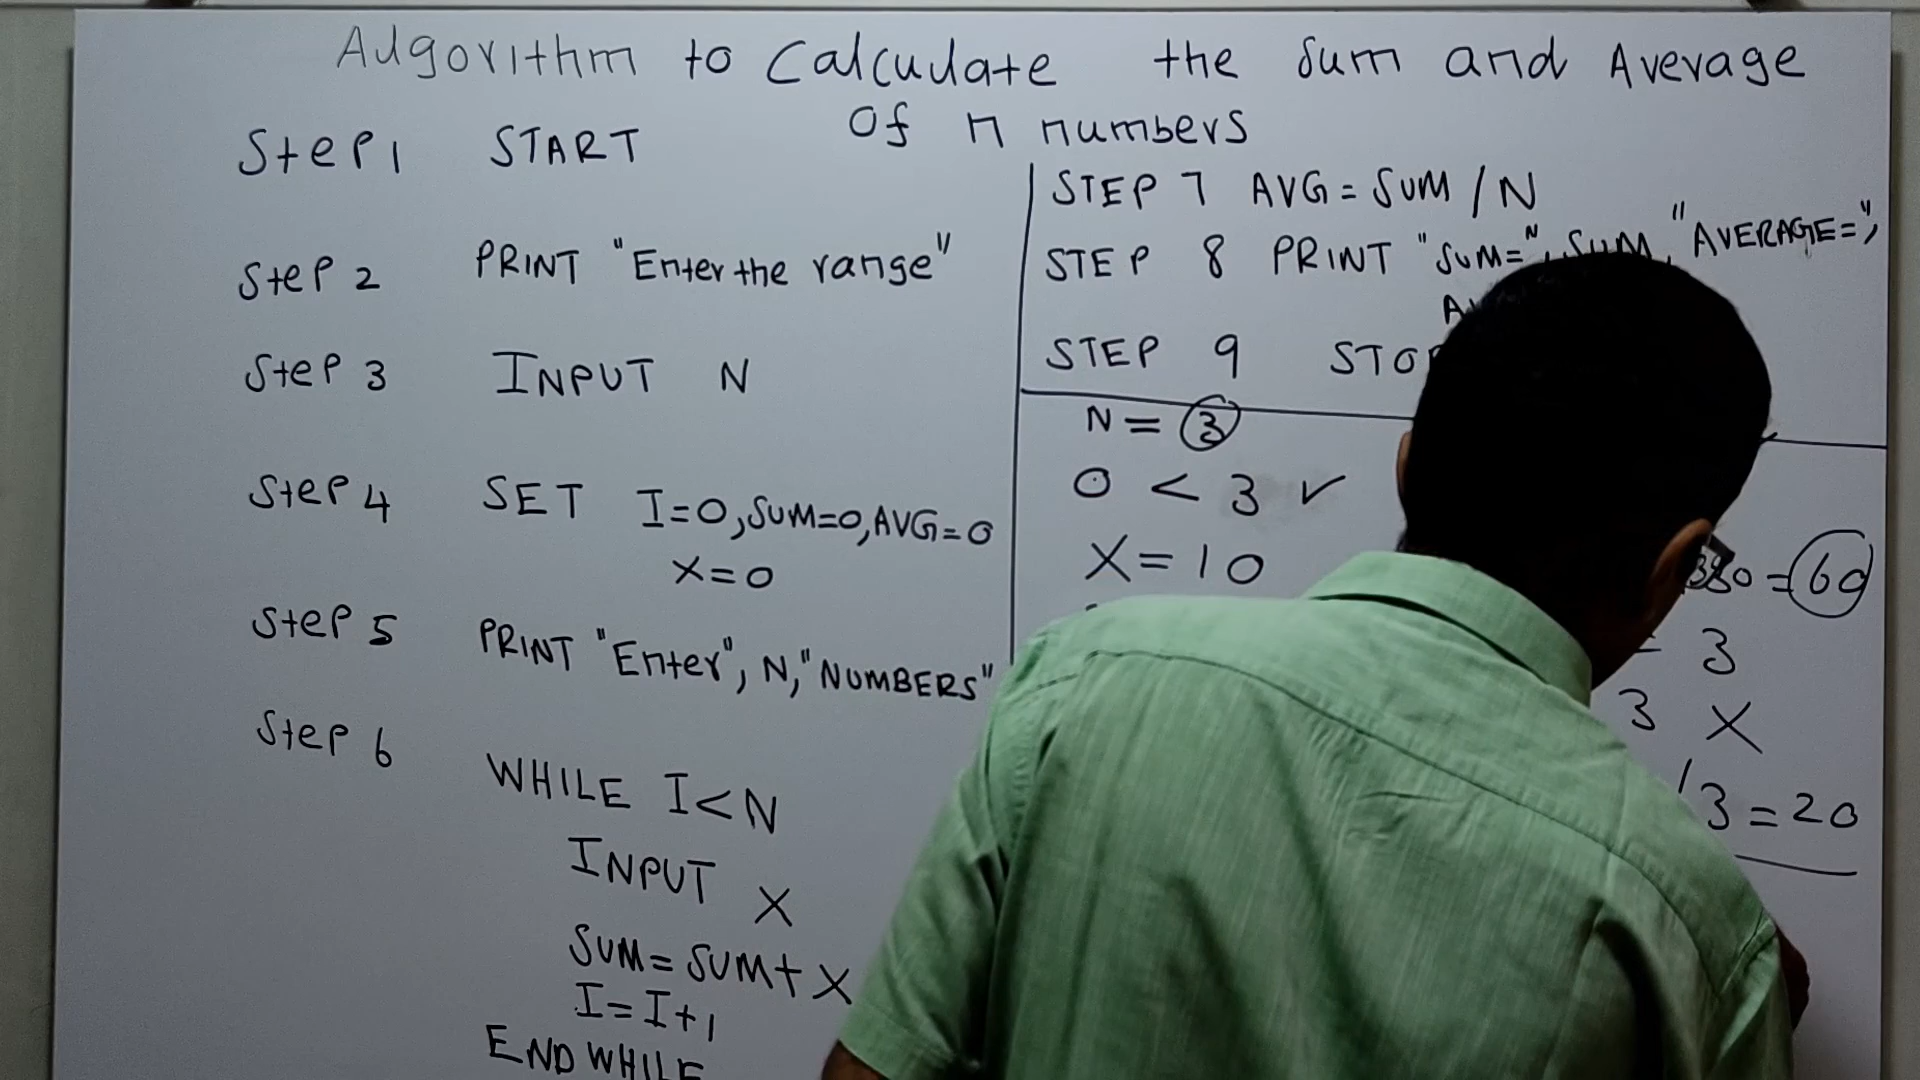 Algorithm to Calculate the Sum and Average
Of n numbers
Step 1 START
Step 2 PRINT "Enter the range"
Step 3 INPUT N
Step 4 SET I=0, SUM=0, AVG=0
X=0
Step 5 PRINT "Enter", N, "NUMBERS"
Step 6
WHILE I<N
INPUT X
SUM=SUM+X
I=I+1
END WHILE
STEP 7 AVG=SUM/N
STEP 8 PRINT "SUM=", SUM, "AVERAGE=",
STEP 9
N=3
0<3 ✓
X=10
=60
3
3 X
/3=20